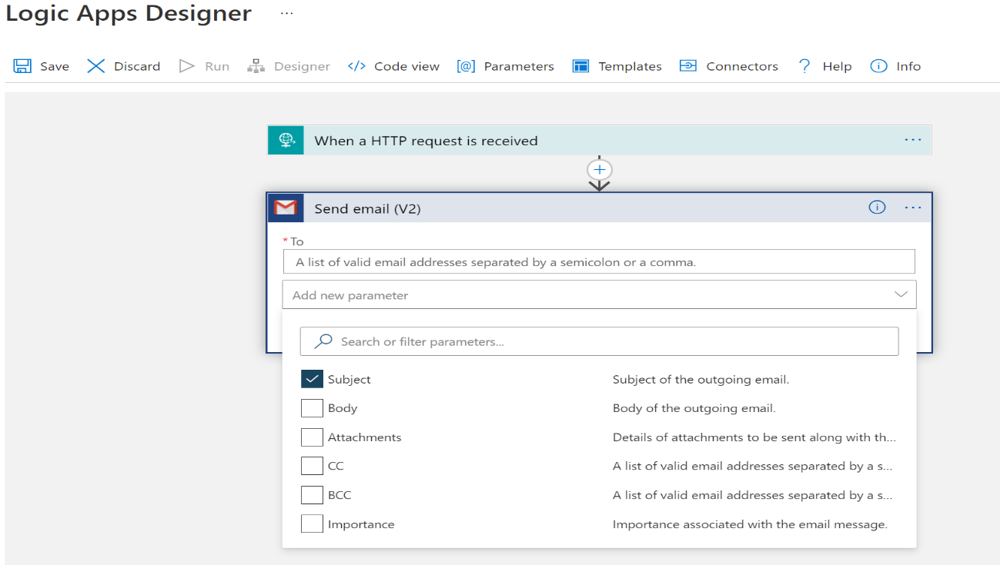 Logic Apps Designer ...
Save Discard Run Designer </> Code view [@] Parameters Templates Connectors ? Help i Info
When a HTTP request is received ...
Send email (V2) i ...
* To
A list of valid email addresses separated by a semicolon or a comma.
Add new parameter
Search or filter parameters...
Subject Subject of the outgoing email.
Body Body of the outgoing email.
Attachments Details of attachments to be sent along with th...
CC A list of valid email addresses separated by a s...
BCC A list of valid email addresses separated by a s...
Importance Importance associated with the email message.